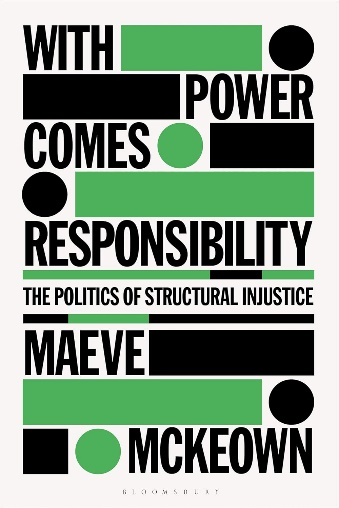 WITH
POWER
COMES
RESPONSIBILITY
THE POLITICS OF STRUCTURAL INJUSTICE
MAEVE
MCKEOWN
BLOOMSBURY